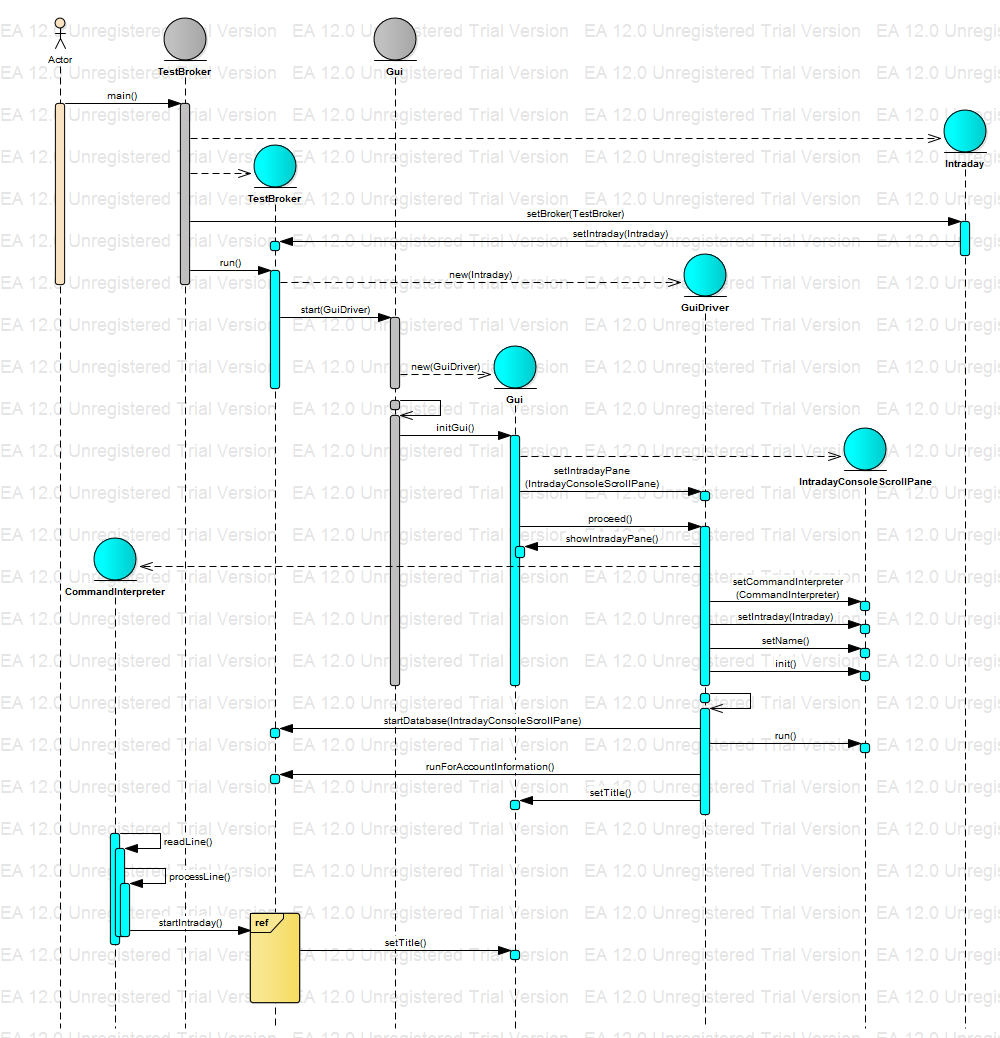 Actor
TestBroker
Gui
main()
Intraday
TestBroker
setBroker(TestBroker)
setIntraday(Intraday)
run()
new(Intraday)
GuiDriver
start(GuiDriver)
new(GuiDriver)
Gui
initGui()
setIntradayPane
(IntradayConsoleScrollPane)
IntradayConsoleScrollPane
proceed()
showIntradayPane()
CommandInterpreter
setCommandInterpreter
(CommandInterpreter)
setIntraday(Intraday)
setName()
init()
startDatabase(IntradayConsoleScrollPane)
run()
runForAccountInformation()
setTitle()
readLine()
processLine()
startIntraday()
ref
setTitle()
EA 12.0 Unregistered Trial Version